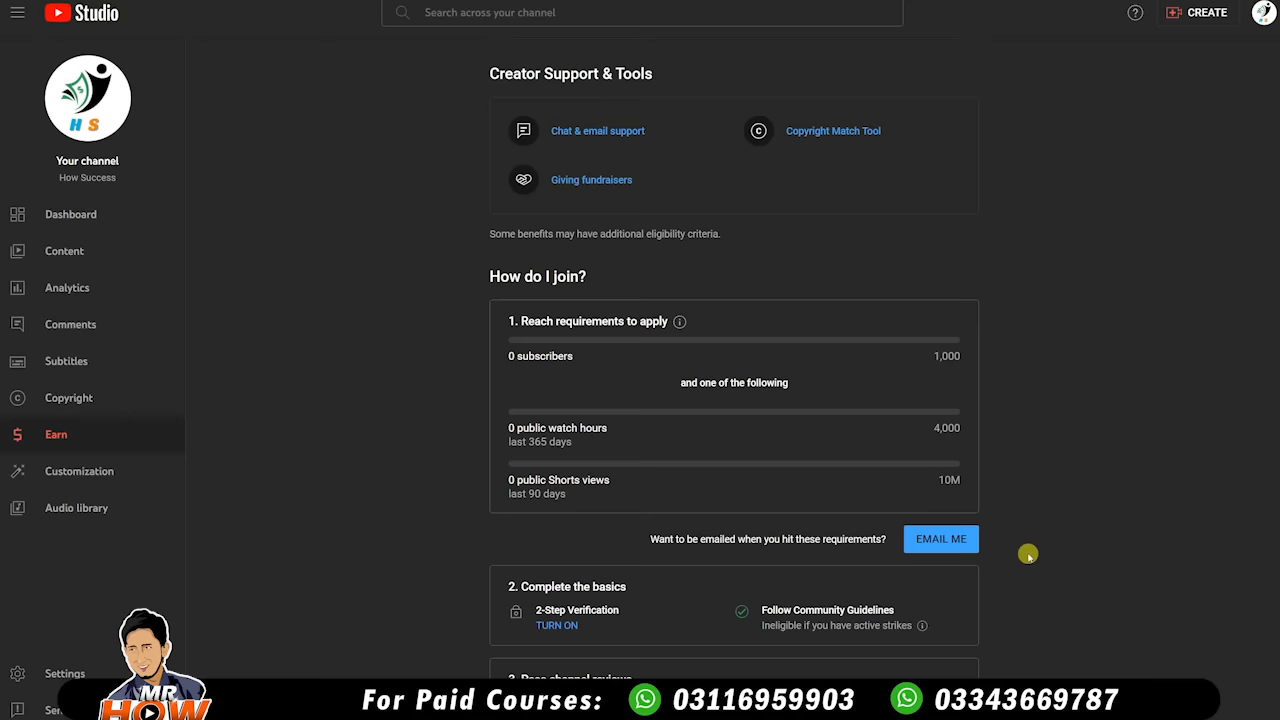 Studio
Search across your channel
CREATE
H S
Your channel
How Success
Dashboard
Content
Analytics
Comments
Subtitles
Copyright
Earn
Customization
Audio library
Settings
Creator Support & Tools
Chat & email support
Copyright Match Tool
Giving fundraisers
Some benefits may have additional eligibility criteria.
How do I join?
1. Reach requirements to apply
0 subscribers
1,000
and one of the following
0 public watch hours
4,000
last 365 days
0 public Shorts views
10M
last 90 days
Want to be emailed when you hit these requirements?
EMAIL ME
2. Complete the basics
2-Step Verification
TURN ON
Follow Community Guidelines
Ineligible if you have active strikes
3. Pass channel reviews
MR
HOW
For Paid Courses: 03116959903 03343669787